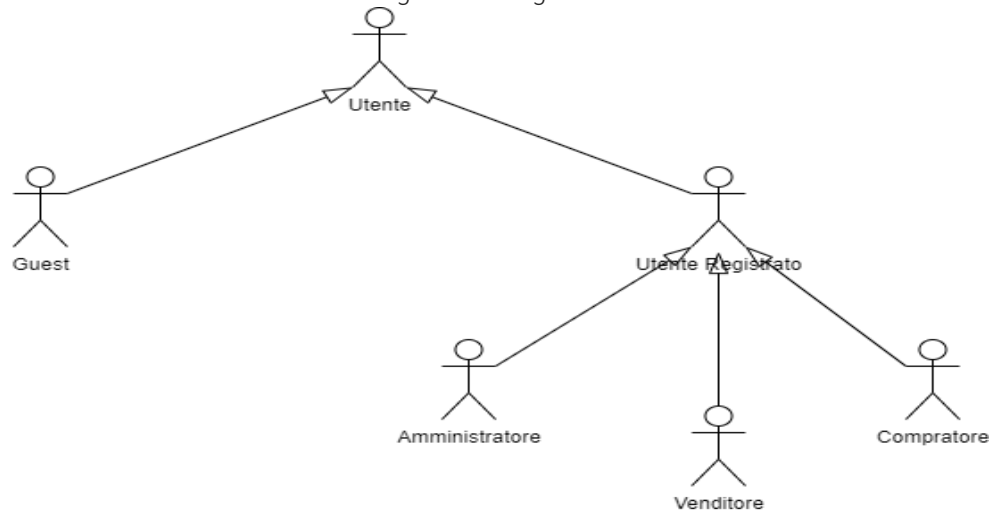 Utente
Guest
Utente Registrato
Amministratore
Compratore
Venditore